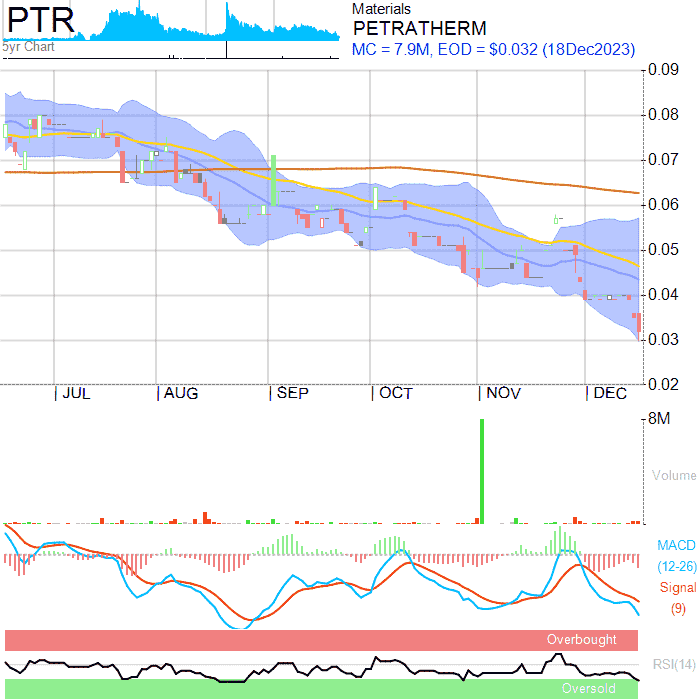 PTR
5yr Chart
Materials
PETRATHERM
MC = 7.9M, EOD = $0.032 (18Dec2023)
0.09
0.08
0.07
0.06
0.05
0.04
0.03
0.02
JUL AUG SEP OCT NOV DEC
8M
Volume
MACD
(12-26)
Signal
(9)
Overbought
RSI(14)
Oversold